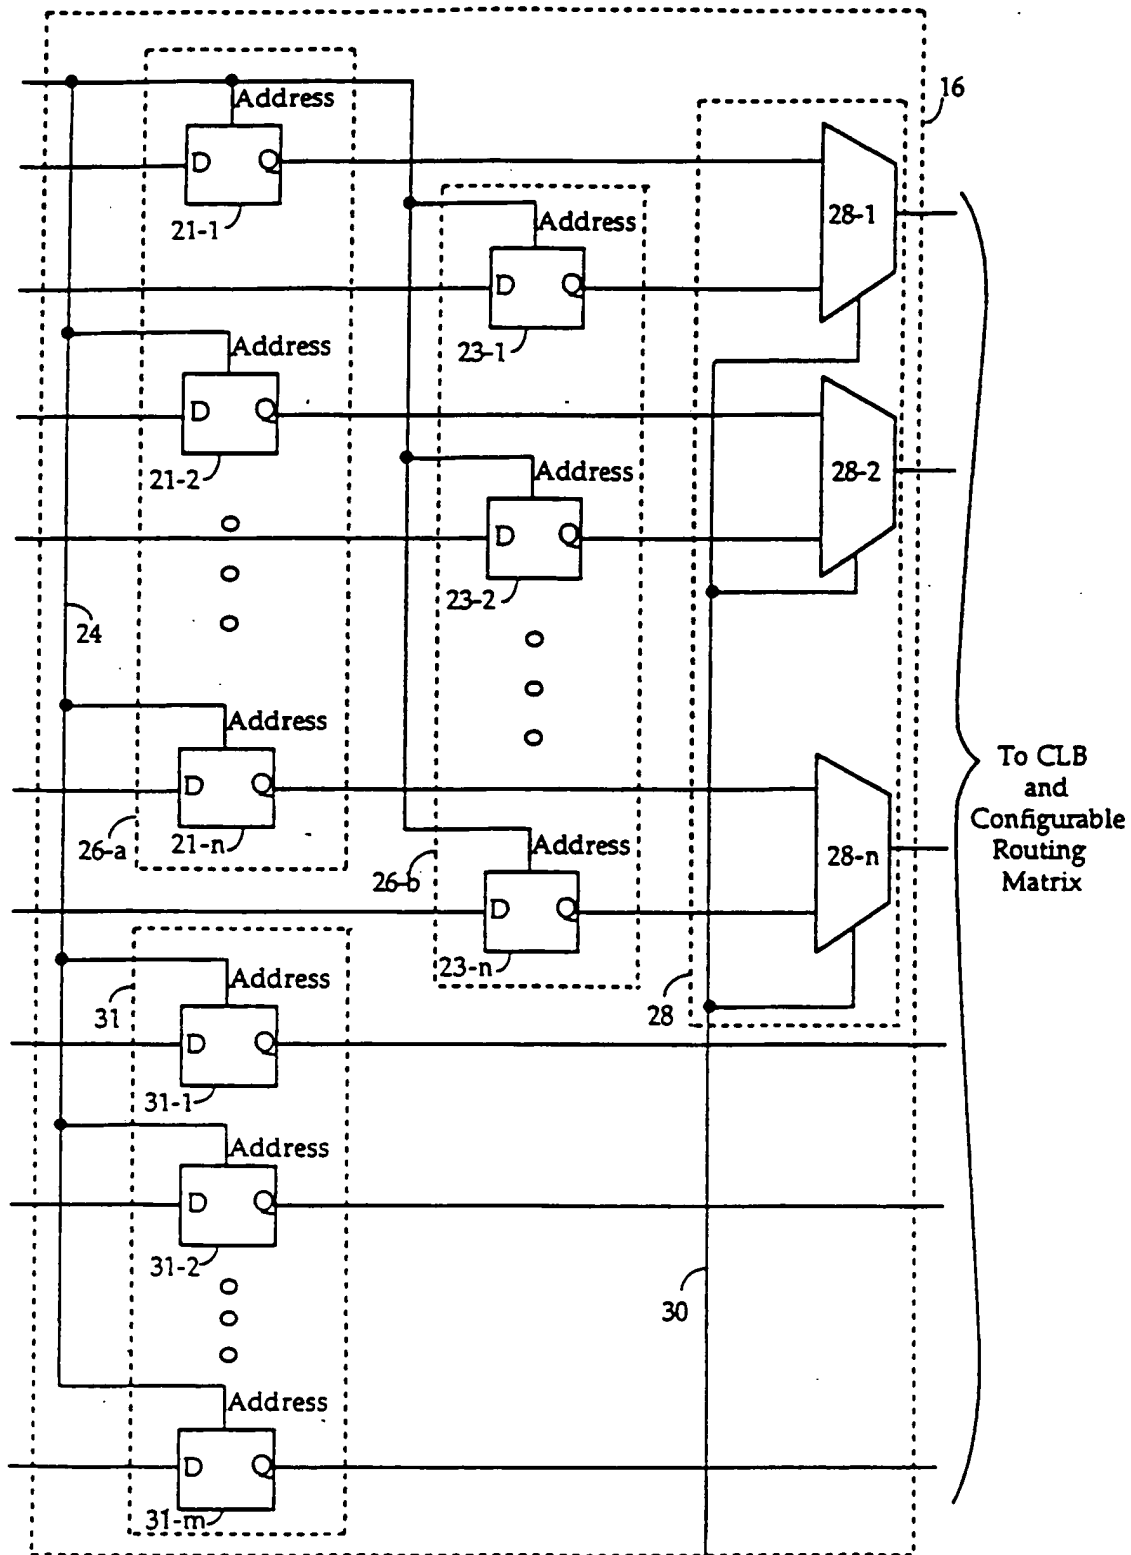 16
Address
D Q
21-1
28-1
Address
D Q
23-1
Address
D Q
21-2
28-2
Address
D Q
23-2
24
Address
D Q
21-n
26-a
To CLB
and
Configurable
Routing
Matrix
28-n
Address
D Q
23-n
26-b
28
Address
D Q
31
31-1
Address
D Q
31-2
30
Address
D Q
31-m